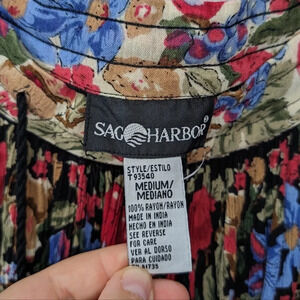 SAG HARBOR®
STYLE/ESTILO
T93540
MEDIUM/
MEDIANO
100% RAYON/RAYON
MADE IN INDIA
HECHO EN INDIA
SEE REVERSE
FOR CARE
VER AL DORSO
PARA CUIDADO